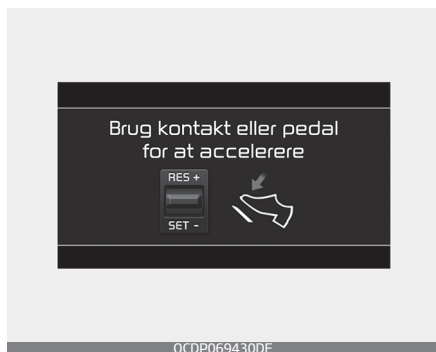 Brug kontakt eller pedal
for at accelerere
RES +
SET -
OCDP069430DE